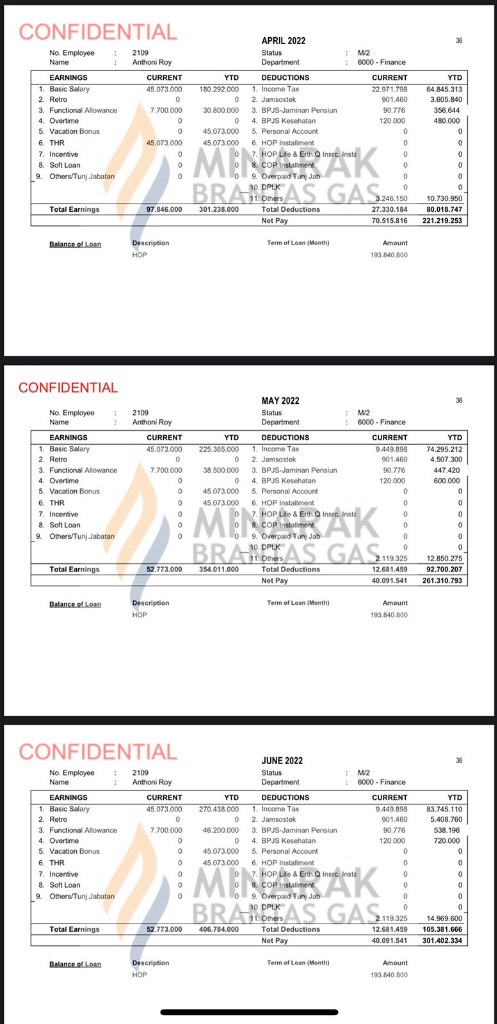 CONFIDENTIAL
APRIL 2022 36
No. Employee : 2109 Status : M/2
Name : Anthoni Roy Department : 6000 - Finance
EARNINGS CURRENT YTD DEDUCTIONS CURRENT YTD
1. Basic Salary 45.073.000 180.292.000 1. Income Tax 22.971.798 64.845.313
2. Retro 0 0 2. Jamsostek 901.460 3.605.840
3. Functional Allowance 7.700.000 30.800.000 3. BPJS-Jaminan Pensiun 90.776 356.644
4. Overtime 0 0 4. BPJS Kesehatan 120.000 480.000
5. Vacation Bonus 0 45.073.000 5. Personal Account 0 0
6. THR 45.073.000 45.073.000 6. HOP Installment 0 0
7. Incentive 0 0 7. HOP Life & Erth.Q Insrc. Insta 0 0
8. Soft Loan 0 0 8. COP Installment 0 0
9. Others/Tunj.Jabatan 0 0 9. Overpaid Tunj Jab 0 0
10. DPLK 0
11. Others 3.246.150 10.730.950
MINARAK
BRANTAS GAS
Total Earnings 97.846.000 301.238.000 Total Deductions 27.330.184 80.018.747
Net Pay 70.515.816 221.219.253
Balance of Loan Description Term of Loan (Month) Amount
HOP 193.840.800
CONFIDENTIAL
MAY 2022 36
No. Employee : 2109 Status : M/2
Name : Anthoni Roy Department : 6000 - Finance
EARNINGS CURRENT YTD DEDUCTIONS CURRENT YTD
1. Basic Salary 45.073.000 225.365.000 1. Income Tax 9.449.898 74.295.212
2. Retro 0 0 2. Jamsostek 901.460 4.507.300
3. Functional Allowance 7.700.000 38.500.000 3. BPJS-Jaminan Pensiun 90.776 447.420
4. Overtime 0 0 4. BPJS Kesehatan 120.000 600.000
5. Vacation Bonus 0 45.073.000 5. Personal Account 0 0
6. THR 0 45.073.000 6. HOP Installment 0 0
7. Incentive 0 0 7. HOP Life & Erth.Q Insrc. Insta 0 0
8. Soft Loan 0 0 8. COP Installment 0 0
9. Others/Tunj.Jabatan 0 0 9. Overpaid Tunj Jab 0 0
10. DPLK 0
11. Others 2.119.325 12.850.275
MINARAK
BRANTAS GAS
Total Earnings 52.773.000 354.011.000 Total Deductions 12.681.459 92.700.207
Net Pay 40.091.541 261.310.793
Balance of Loan Description Term of Loan (Month) Amount
HOP 193.840.800
CONFIDENTIAL
JUNE 2022 36
No. Employee : 2109 Status : M/2
Name : Anthoni Roy Department : 6000 - Finance
EARNINGS CURRENT YTD DEDUCTIONS CURRENT YTD
1. Basic Salary 45.073.000 270.438.000 1. Income Tax 9.449.898 83.745.110
2. Retro 0 0 2. Jamsostek 901.460 5.408.760
3. Functional Allowance 7.700.000 46.200.000 3. BPJS-Jaminan Pensiun 90.776 538.196
4. Overtime 0 0 4. BPJS Kesehatan 120.000 720.000
5. Vacation Bonus 0 45.073.000 5. Personal Account 0 0
6. THR 0 45.073.000 6. HOP Installment 0 0
7. Incentive 0 0 7. HOP Life & Erth.Q Insrc. Insta 0 0
8. Soft Loan 0 0 8. COP Installment 0 0
9. Others/Tunj.Jabatan 0 0 9. Overpaid Tunj Jab 0 0
10. DPLK 0
11. Others 2.119.325 14.969.600
MINARAK
BRANTAS GAS
Total Earnings 52.773.000 406.784.000 Total Deductions 12.681.459 105.381.666
Net Pay 40.091.541 301.402.334
Balance of Loan Description Term of Loan (Month) Amount
HOP 193.840.800